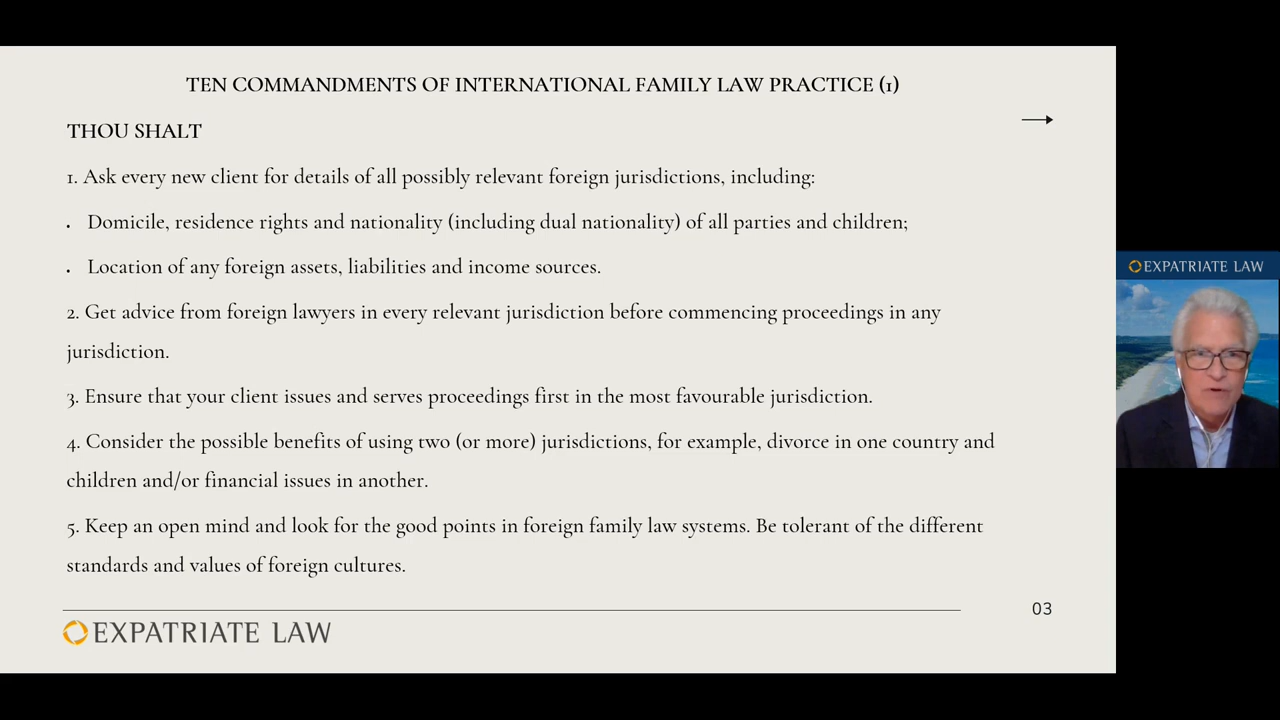 TEN COMMANDMENTS OF INTERNATIONAL FAMILY LAW PRACTICE (1)
THOU SHALT
1. Ask every new client for details of all possibly relevant foreign jurisdictions, including:
• Domicile, residence rights and nationality (including dual nationality) of all parties and children;
• Location of any foreign assets, liabilities and income sources.
2. Get advice from foreign lawyers in every relevant jurisdiction before commencing proceedings in any
jurisdiction.
3. Ensure that your client issues and serves proceedings first in the most favourable jurisdiction.
4. Consider the possible benefits of using two (or more) jurisdictions, for example, divorce in one country and
children and/or financial issues in another.
5. Keep an open mind and look for the good points in foreign family law systems. Be tolerant of the different
standards and values of foreign cultures.
03
EXPATRIATE LAW
EXPATRIATE LAW